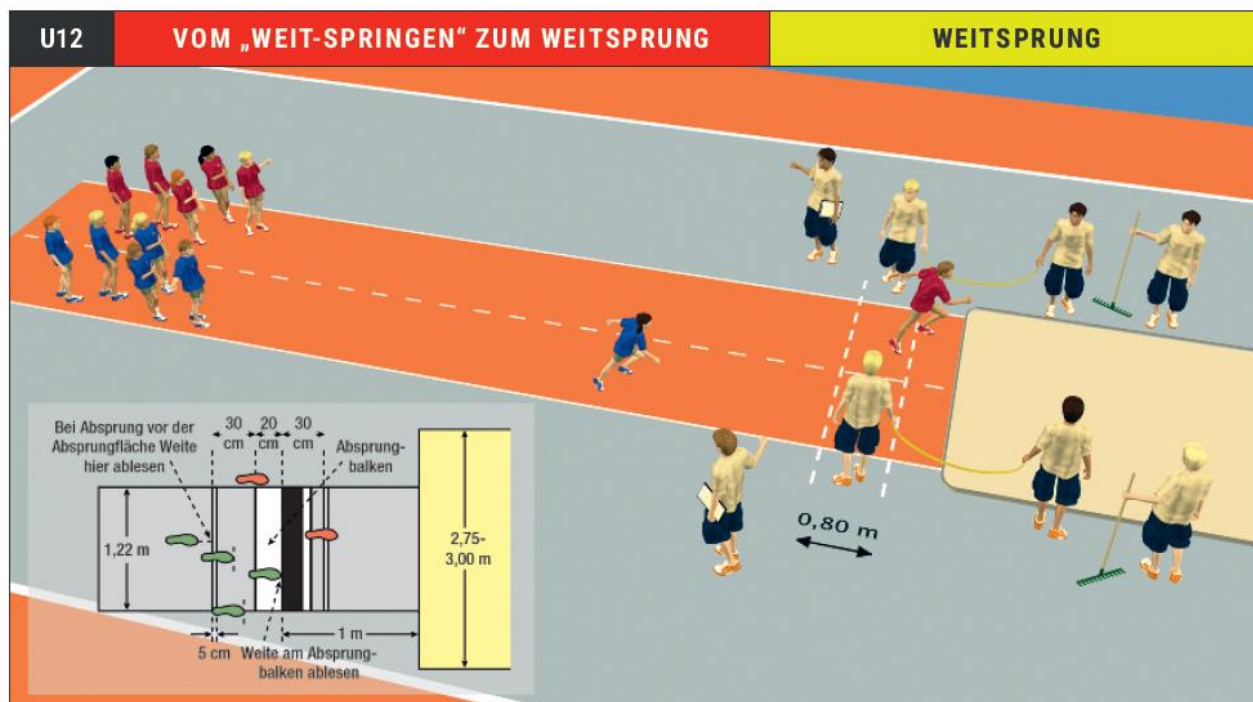 U12
VOM „WEIT-SPRINGEN“ ZUM WEITSPRUNG
WEITSPRUNG
0,80 m
Bei Absprung vor der
Absprungfläche Weite
hier ablesen
30
cm
20
cm
30
cm
Absprung-
balken
1,22 m
2,75-
3,00 m
1 m
5 cm
Weite am Absprung-
balken ablesen